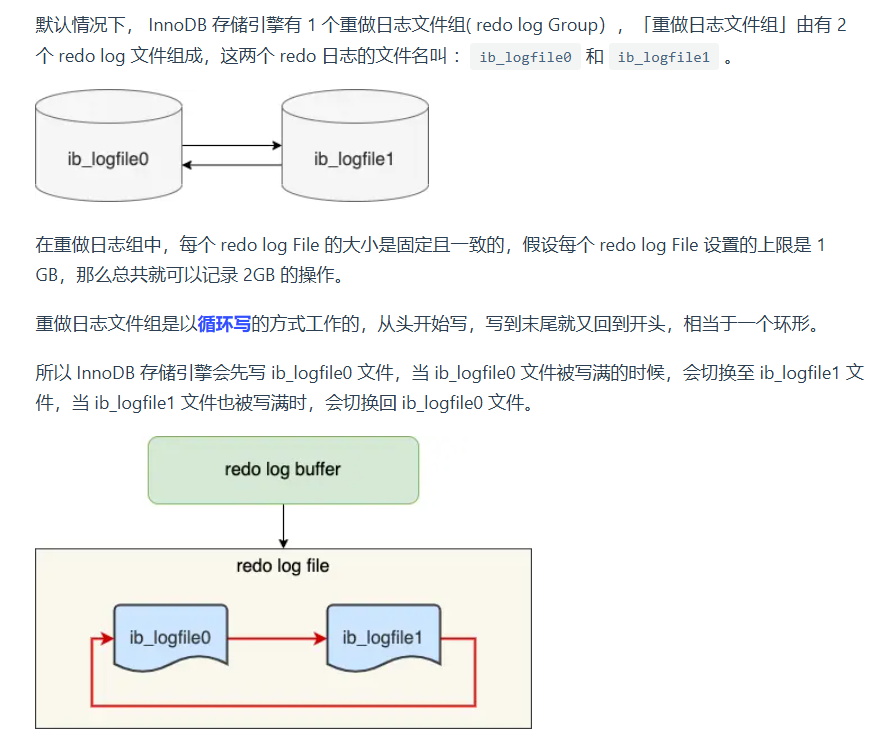 默认情况下， InnoDB 存储引擎有 1 个重做日志文件组( redo log Group），「重做日志文件组」由有 2
个 redo log 文件组成，这两个 redo 日志的文件名叫 ： ib_logfile0 和 ib_logfile1 。
ib_logfile0
ib_logfile1
在重做日志组中，每个 redo log File 的大小是固定且一致的，假设每个 redo log File 设置的上限是 1
GB，那么总共就可以记录 2GB 的操作。
重做日志文件组是以循环写的方式工作的，从头开始写，写到末尾就又回到开头，相当于一个环形。
所以 InnoDB 存储引擎会先写 ib_logfile0 文件，当 ib_logfile0 文件被写满的时候，会切换至 ib_logfile1 文
件，当 ib_logfile1 文件也被写满时，会切换回 ib_logfile0 文件。
redo log buffer
redo log file
ib_logfile0
ib_logfile1